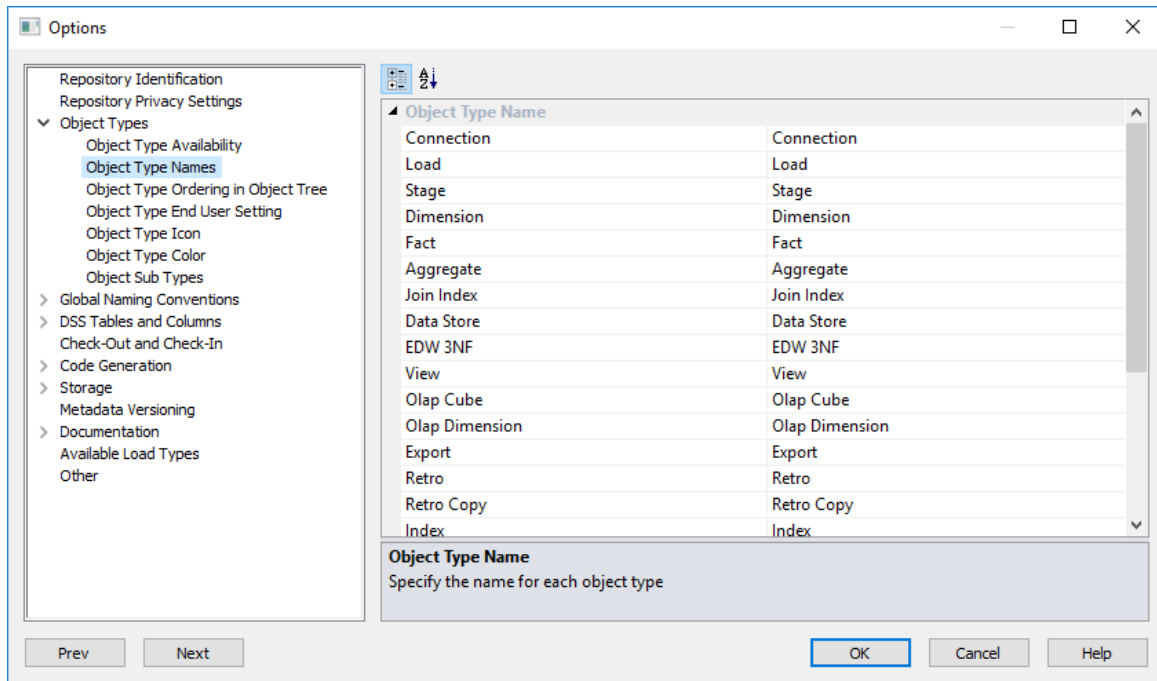 Options
Repository Identification
Repository Privacy Settings
Object Types
Object Type Availability
Object Type Names
Object Type Ordering in Object Tree
Object Type End User Setting
Object Type Icon
Object Type Color
Object Sub Types
Global Naming Conventions
DSS Tables and Columns
Check-Out and Check-In
Code Generation
Storage
Metadata Versioning
Documentation
Available Load Types
Other
Object Type Name
Connection Connection
Load Load
Stage Stage
Dimension Dimension
Fact Fact
Aggregate Aggregate
Join Index Join Index
Data Store Data Store
EDW 3NF EDW 3NF
View View
Olap Cube Olap Cube
Olap Dimension Olap Dimension
Export Export
Retro Retro
Retro Copy Retro Copy
Index Index
Object Type Name
Specify the name for each object type
Prev Next OK Cancel Help